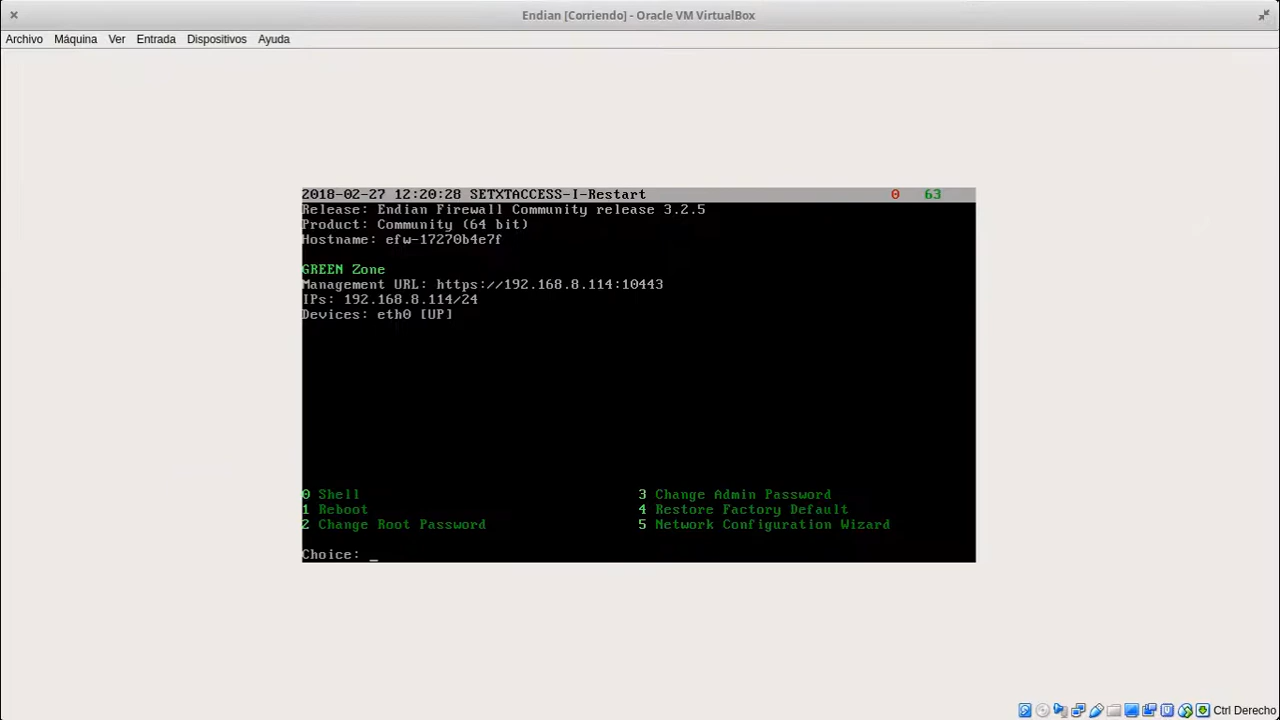 Endian [Corriendo] - Oracle VM VirtualBox
Archivo Máquina Ver Entrada Dispositivos Ayuda
2018-02-27 12:20:28 SETXTACCESS-I-Restart 0 63
Release: Endian Firewall Community release 3.2.5
Product: Community (64 bit)
Hostname: efw-17270b4e7f
GREEN Zone
Management URL: https://192.168.8.114:10443
IPs: 192.168.8.114/24
Devices: eth0 [UP]
0 Shell 3 Change Admin Password
1 Reboot 4 Restore Factory Default
2 Change Root Password 5 Network Configuration Wizard
Choice: _
Ctrl Derecho